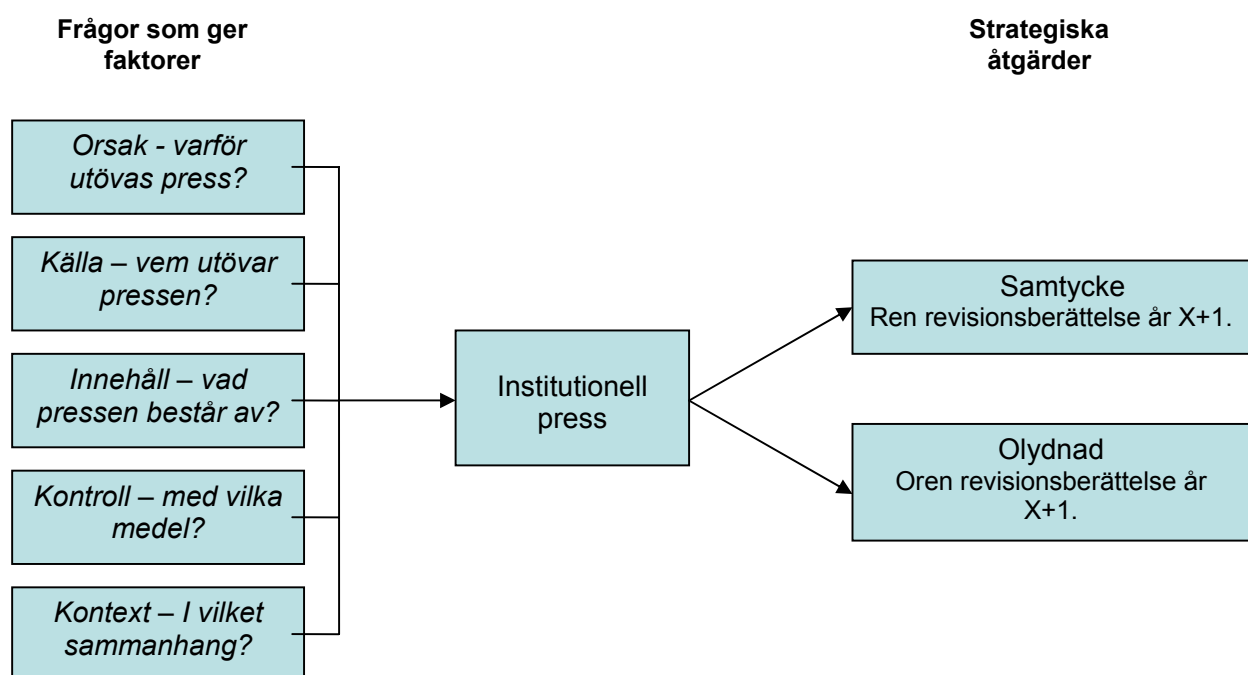 Frågor som ger
faktorer
Strategiska
åtgärder
Orsak - varför
utövas press?
Källa – vem utövar
pressen?
Innehåll – vad
pressen består av?
Kontroll – med vilka
medel?
Kontext – I vilket
sammanhang?
Institutionell
press
Samtycke
Ren revisionsberättelse år X+1.
Olydnad
Oren revisionsberättelse år
X+1.